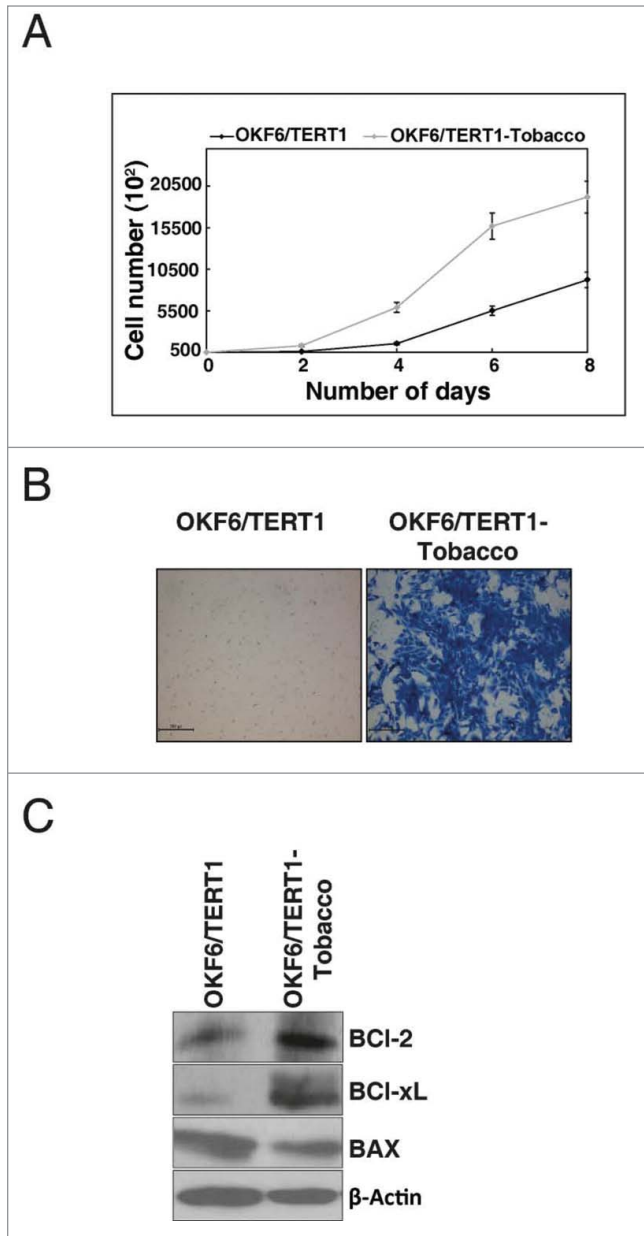 A
OKF6/TERT1 OKF6/TERT1-Tobacco
Cell number (10²)
20500
15500
10500
5500
500
0 2 4 6 8
Number of days
B
OKF6/TERT1
OKF6/TERT1-
Tobacco
C
OKF6/TERT1
OKF6/TERT1-
Tobacco
BCl-2
BCl-xL
BAX
β-Actin